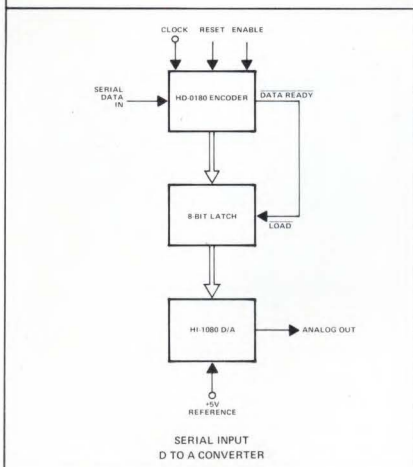 CLOCK RESET ENABLE
SERIAL
DATA
IN
HD-0180 ENCODER
DATA READY
8-BIT LATCH
LOAD
HI-1080 D/A
ANALOG OUT
+5V
REFERENCE
SERIAL INPUT
D TO A CONVERTER